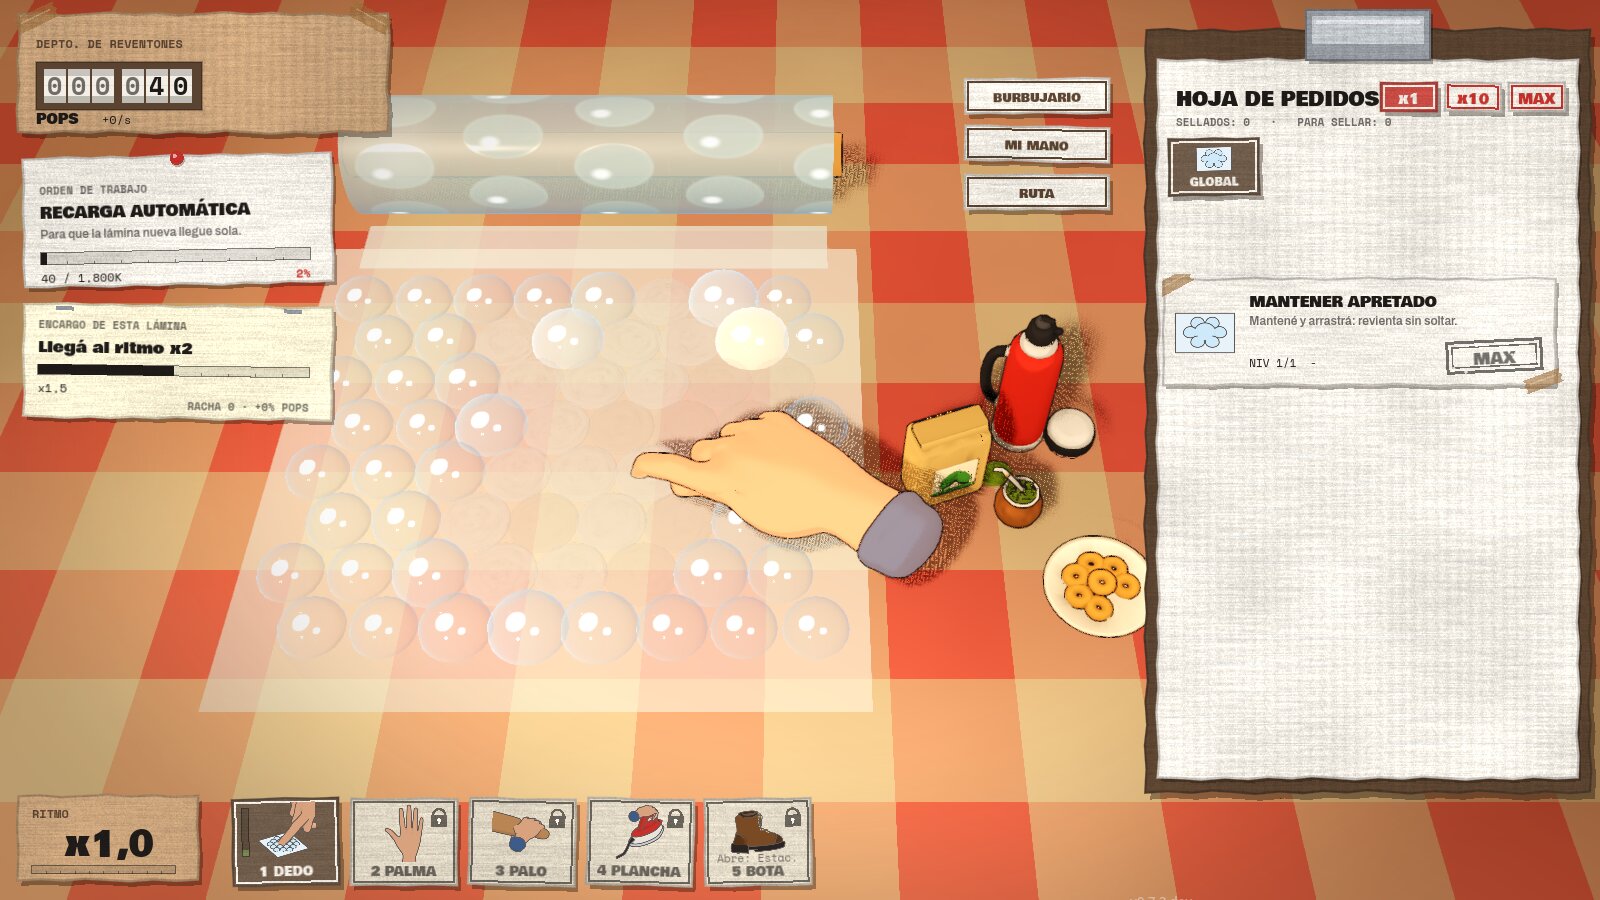 DEPTO. DE REVENTONES
000040
POPS +0/s
ORDEN DE TRABAJO
RECARGA AUTOMÁTICA
Para que la lámina nueva llegue sola.
40 / 1.800K 2%
ENCARGO DE ESTA LÁMINA
Llegá al ritmo x2
x1,5
RACHA 0 · +0% POPS
BURBUJARIO
MI MANO
RUTA
HOJA DE PEDIDOS x1 x10 MAX
SELLADOS: 0 · PARA SELLAR: 0
GLOBAL
MANTENER APRETADO
Mantené y arrastrá: revienta sin soltar.
NIV 1/1 -
MAX
RITMO
x1,0
1 DEDO
2 PALMA
3 PALO
4 PLANCHA
Abre: Estac.
5 BOTA